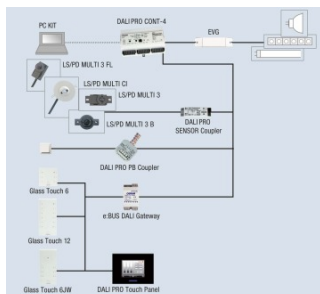 PC KIT
DALI PRO CONT-4
EVG
LS/PD MULTI 3 FL
LS/PD MULTI CI
LS/PD MULTI 3
LS/PD MULTI 3 B
DALI PRO
SENSOR Coupler
DALI PRO PB Coupler
Glass Touch 6
e:BUS DALI Gateway
Glass Touch 12
Glass Touch 6JW
DALI PRO Touch Panel